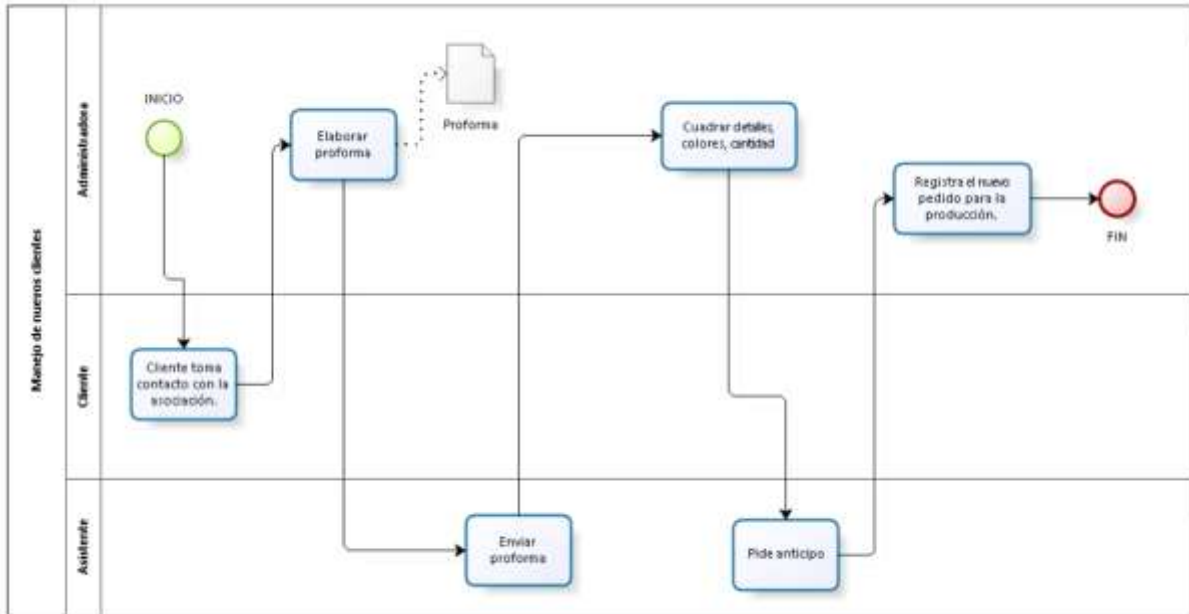 Manejo de nuevos clientes
Administradora
INICIO
Elaborar
proforma
Proforma
Cuadrar detalles,
colores, cantidad
Registra el nuevo
pedido para la
producción.
FIN
Cliente
Cliente toma
contacto con la
asociación.
Asistente
Enviar
proforma
Pide anticipo